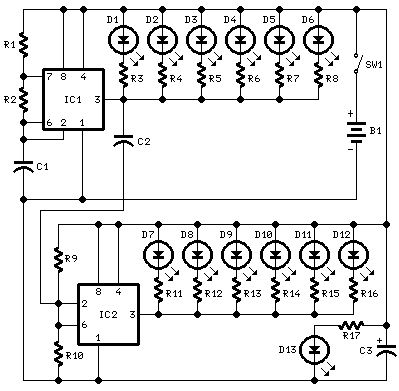 D1 D2 D3 D4 D5 D6
R1
7 8 4
R3 R4 R5 R6 R7 R8
SW1
IC1 3
R2
6 2 1
C2
+
B1
-
C1
D7 D8 D9 D10 D11 D12
R9
8 4
R11 R12 R13 R14 R15 R16
2
IC2 3
6
R17
+
1
R10
D13
C3